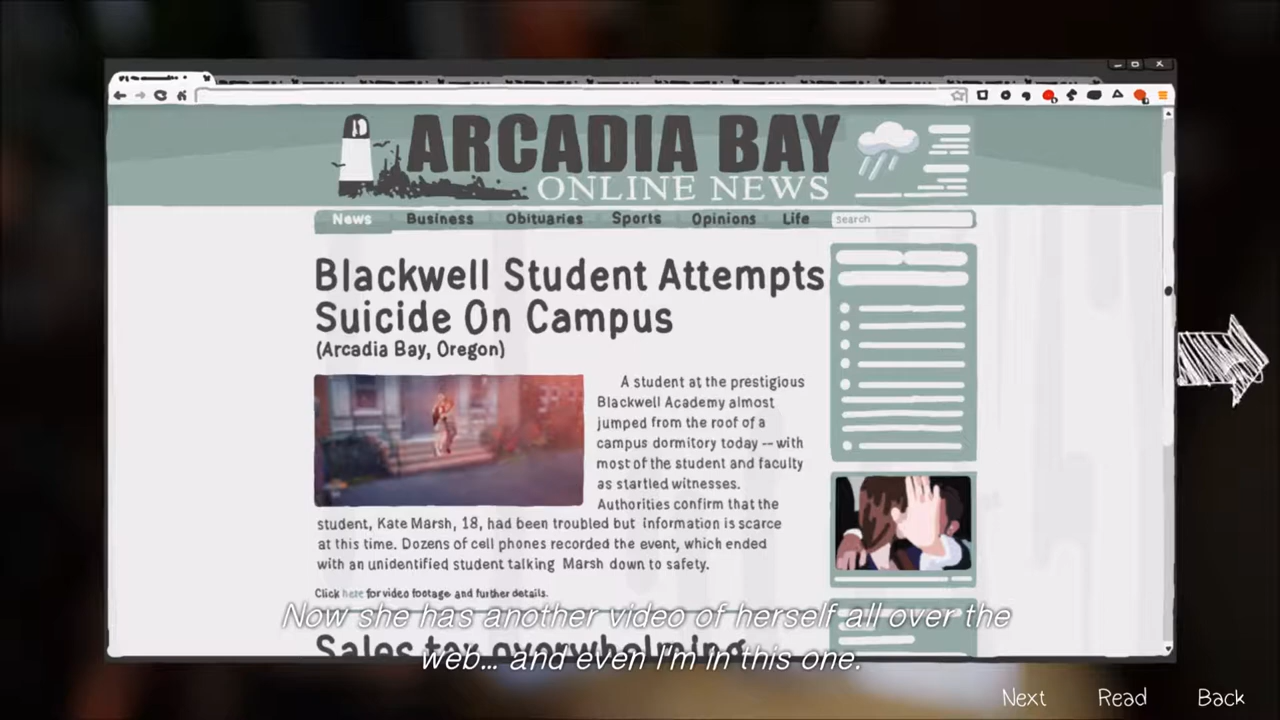 ARCADIA BAY
ONLINE NEWS
News Business Obituaries Sports Opinions Life search
Blackwell Student Attempts
Suicide On Campus
(Arcadia Bay, Oregon)
A student at the prestigious
Blackwell Academy almost
jumped from the roof of a
campus dormitory today -- with
most of the student and faculty
as startled witnesses.
Authorities confirm that the
student, Kate Marsh, 18, had been troubled but information is scarce
at this time. Dozens of cell phones recorded the event, which ended
with an unidentified student talking Marsh down to safety.
Click here for video footage and further details.
Now she has another video of herself all over the
Sales tax overwhelming
web... and even I'm in this one.
Next Read Back